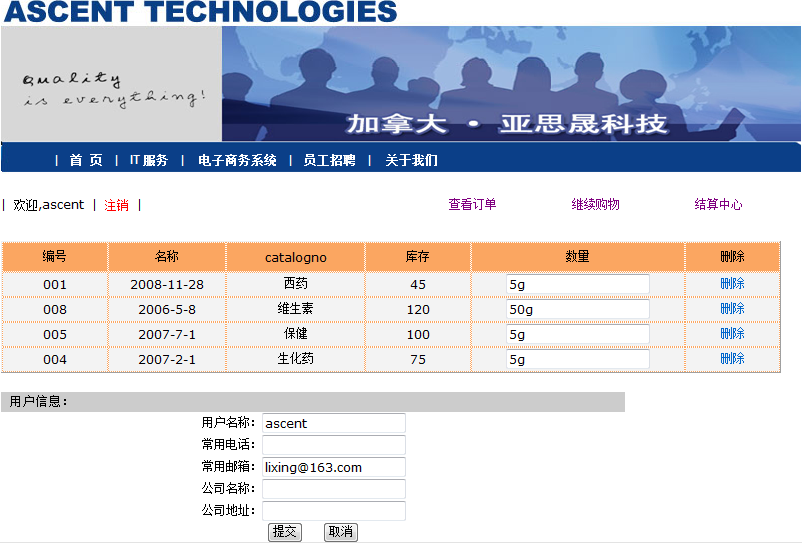 ASCENT TECHNOLOGIES
Quality
is everything!
加拿大 · 亚思晟科技
| 首 页 | IT服务 | 电子商务系统 | 员工招聘 | 关于我们
| 欢迎,ascent | 注销 | 查看订单 继续购物 结算中心
编号 名称 catalogno 库存 数量 删除
001 2008-11-28 西药 45 5g 删除
008 2006-5-8 维生素 120 50g 删除
005 2007-7-1 保健 100 5g 删除
004 2007-2-1 生化药 75 5g 删除
用户信息：
用户名称： ascent
常用电话：
常用邮箱： lixing@163.com
公司名称：
公司地址：
提交 取消